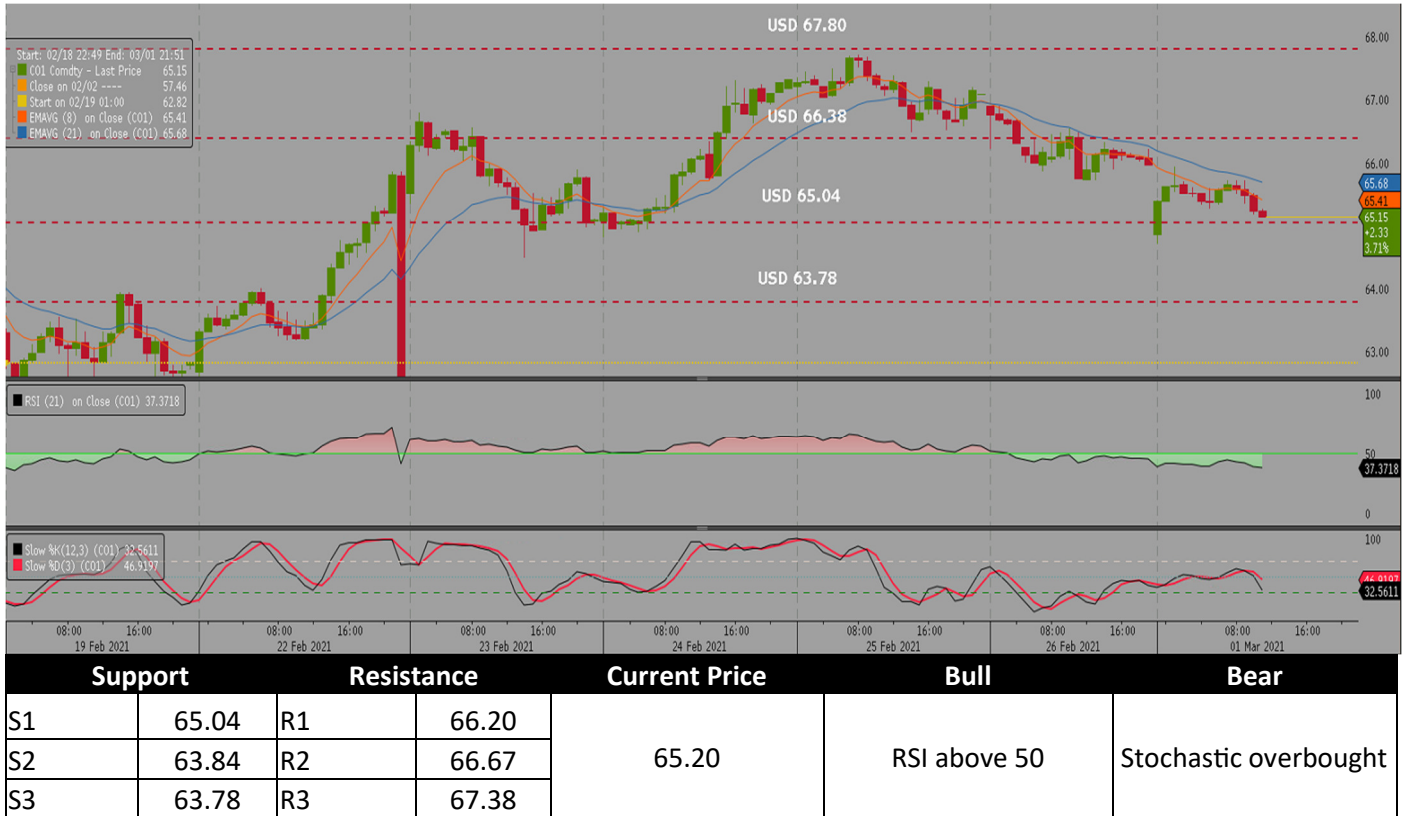 USD 67.80
68.00
Start: 02/18 22:49 End: 03/01 21:51
CO1 Comdty - Last Price 65.15
Close on 02/02 ---- 57.46
Start on 02/19 01:00 62.82
EMAVG (8) on Close (CO1) 65.41
EMAVG (21) on Close (CO1) 65.68
67.00
USD 66.38
66.00
65.68
USD 65.04
65.41
65.15
+2.33
3.71%
USD 63.78
64.00
63.00
100
RSI (21) on Close (CO1) 37.3718
50
37.3718
0
Slow %K(12,3) (CO1) 32.5611
Slow %D(3) (CO1) 46.9197
100
46.9197
32.5611
08:00 16:00 08:00 16:00 08:00 16:00 08:00 16:00 08:00 16:00 08:00 16:00 08:00 16:00
19 Feb 2021 22 Feb 2021 23 Feb 2021 24 Feb 2021 25 Feb 2021 26 Feb 2021 01 Mar 2021
Support Resistance Current Price Bull Bear
S1 65.04 R1 66.20
S2 63.84 R2 66.67 65.20 RSI above 50 Stochastic overbought
S3 63.78 R3 67.38